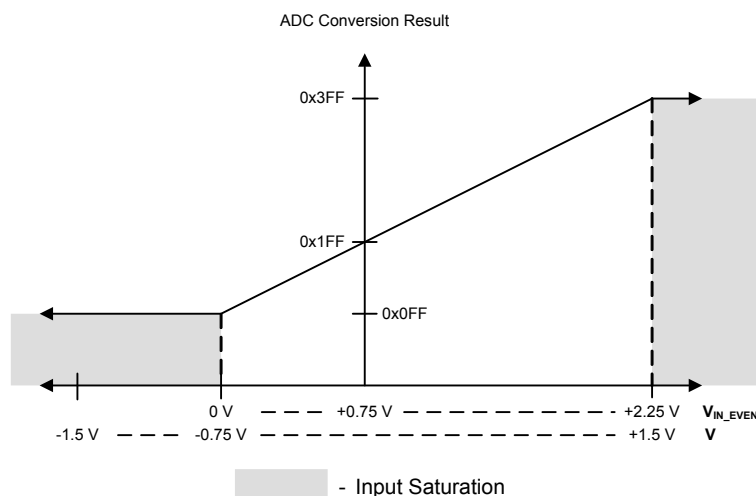 ADC Conversion Result
0x3FF
0x1FF
0x0FF
0 V +0.75 V +2.25 V VIN_EVEN
-1.5 V -0.75 V +1.5 V V
- Input Saturation